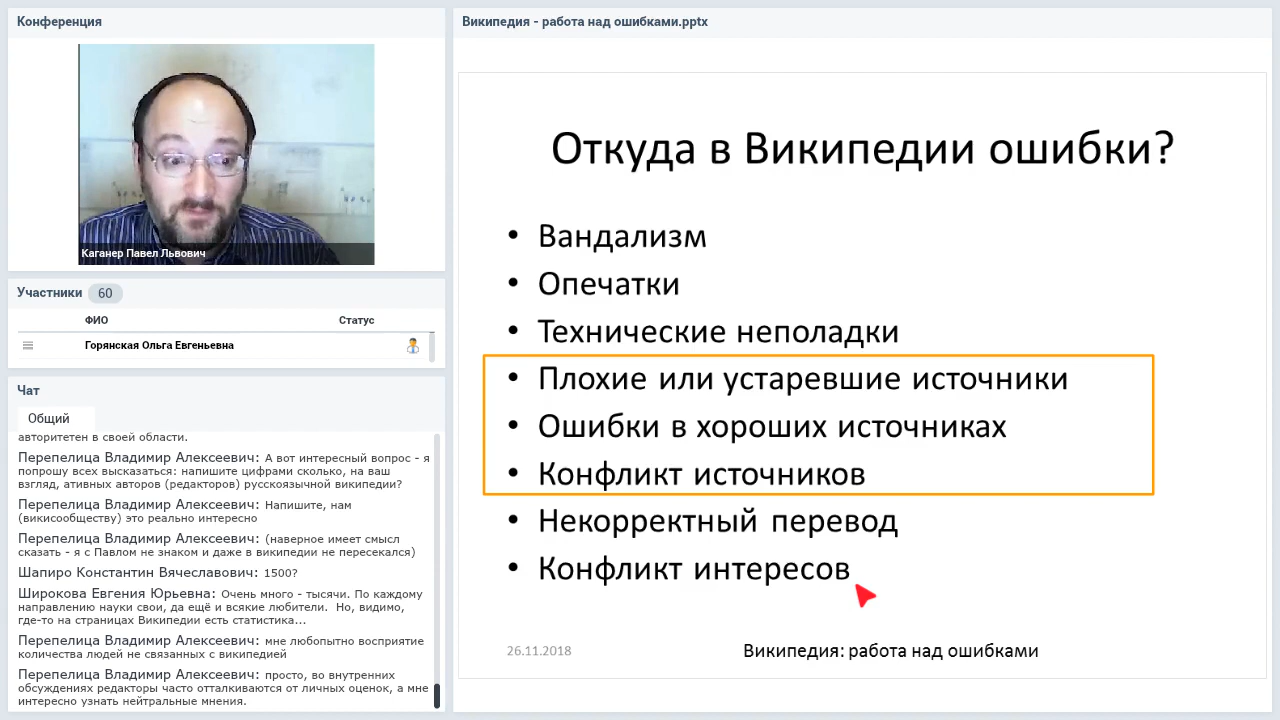 Конференция
Каганер Павел Львович
Участники 60
ФИО Статус
Горянская Ольга Евгеньевна
Чат
Общий
авторитетен в своей области.
Перепелица Владимир Алексеевич: А вот интересный вопрос - я
попрошу всех высказаться: напишите цифрами сколько, на ваш
взгляд, ативных авторов (редакторов) русскоязычной википедии?
Перепелица Владимир Алексеевич: Напишите, нам
(викисообществу) это реально интересно
Перепелица Владимир Алексеевич: (наверное имеет смысл
сказать - я с Павлом не знаком и даже в википедии не пересекался)
Шапиро Константин Вячеславович: 1500?
Широкова Евгения Юрьевна: Очень много - тысячи. По каждому
направлению науки свои, да ещё и всякие любители. Но, видимо,
где-то на страницах Википедии есть статистика...
Перепелица Владимир Алексеевич: мне любопытно восприятие
количества людей не связанных с википедией
Перепелица Владимир Алексеевич: просто, во внутренних
обсуждениях редакторы часто отталкиваются от личных оценок, а мне
интересно узнать нейтральные мнения.
Википедия - работа над ошибками.pptx
Откуда в Википедии ошибки?
• Вандализм
• Опечатки
• Технические неполадки
• Плохие или устаревшие источники
• Ошибки в хороших источниках
• Конфликт источников
• Некорректный перевод
• Конфликт интересов
26.11.2018
Википедия: работа над ошибками